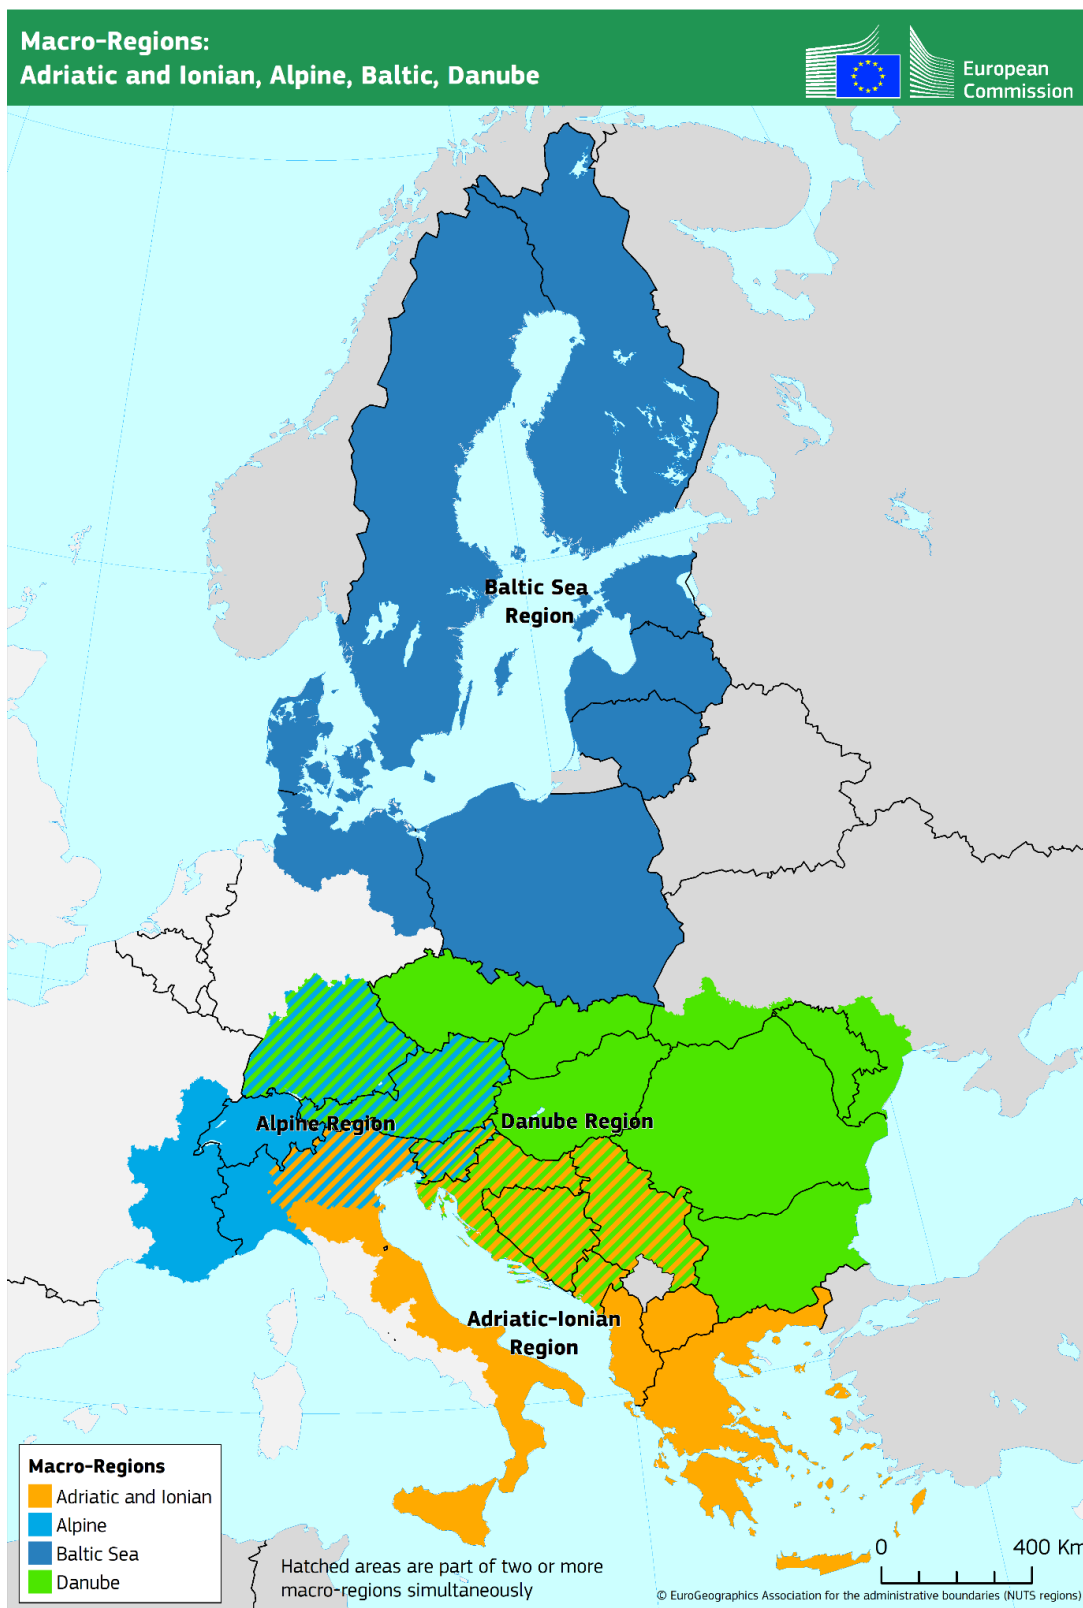 Macro-Regions:
Adriatic and Ionian, Alpine, Baltic, Danube
European
Commission
Baltic Sea
Region
Alpine Region
Danube Region
Adriatic-Ionian
Region
Macro-Regions
Adriatic and Ionian
Alpine
Baltic Sea
Danube
Hatched areas are part of two or more
macro-regions simultaneously
0 400 Km
© EuroGeographics Association for the administrative boundaries (NUTS regions)